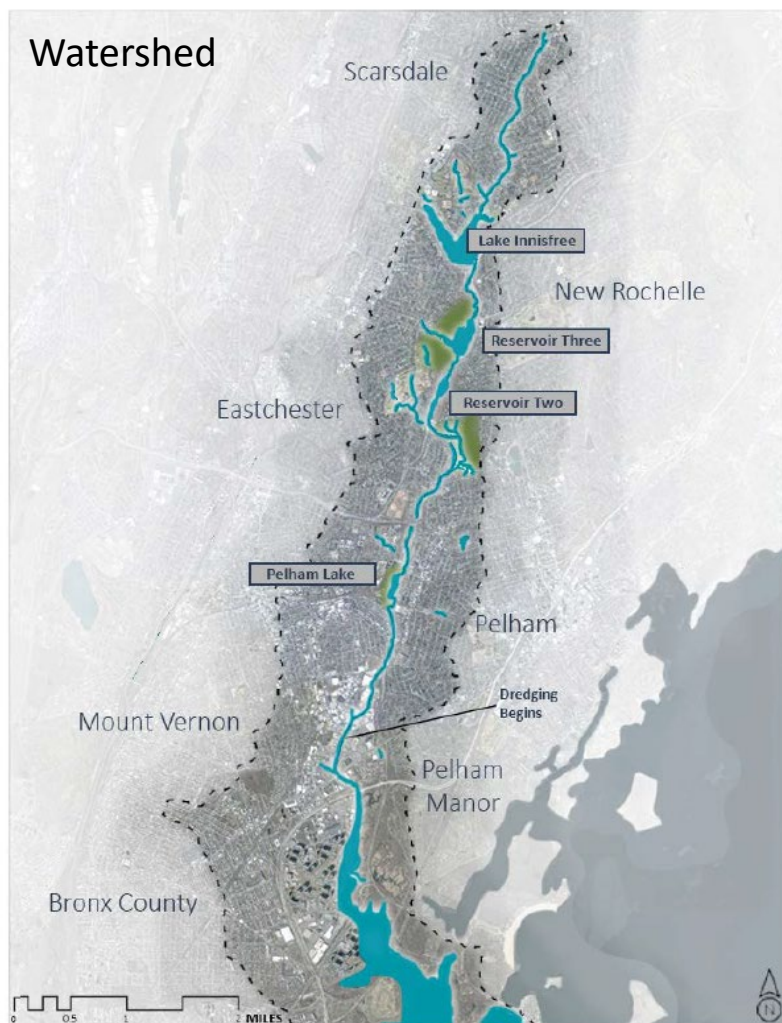 Watershed
Scarsdale
Lake Innisfree
New Rochelle
Reservoir Three
Reservoir Two
Eastchester
Pelham Lake
Pelham
Dredging
Begins
Mount Vernon
Pelham
Manor
Bronx County
0 0.5 1 2 MILES
N